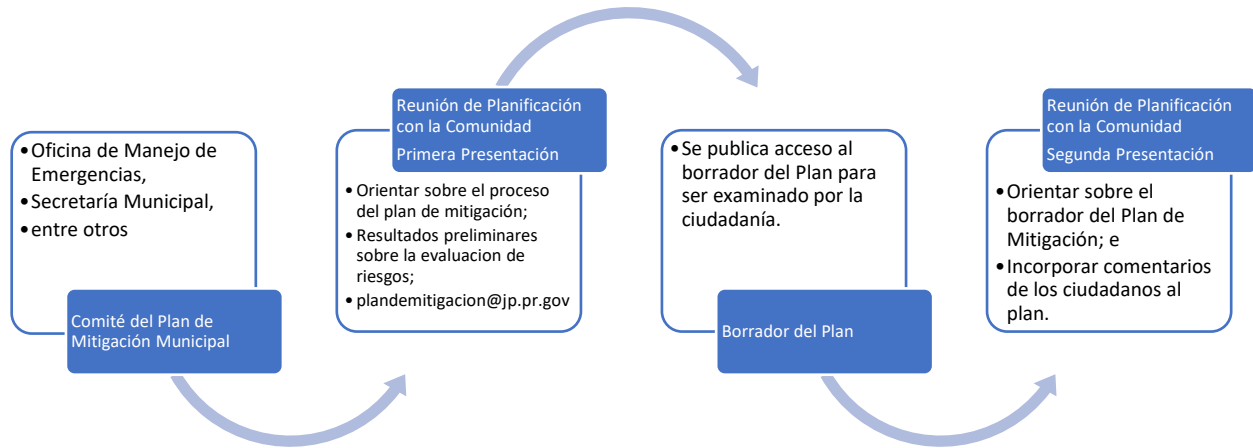 •Oficina de Manejo de
Emergencias,
•Secretaría Municipal,
•entre otros
Comité del Plan de
Mitigación Municipal
Reunión de Planificación
con la Comunidad
Primera Presentación
•Orientar sobre el proceso
del plan de mitigación;
•Resultados preliminares
sobre la evaluacion de
riesgos;
•plandemitigacion@jp.pr.gov
•Se publica acceso al
borrador del Plan para
ser examinado por la
ciudadanía.
Borrador del Plan
Reunión de Planificación
con la Comunidad
Segunda Presentación
•Orientar sobre el
borrador del Plan de
Mitigación; e
•Incorporar comentarios
de los ciudadanos al
plan.